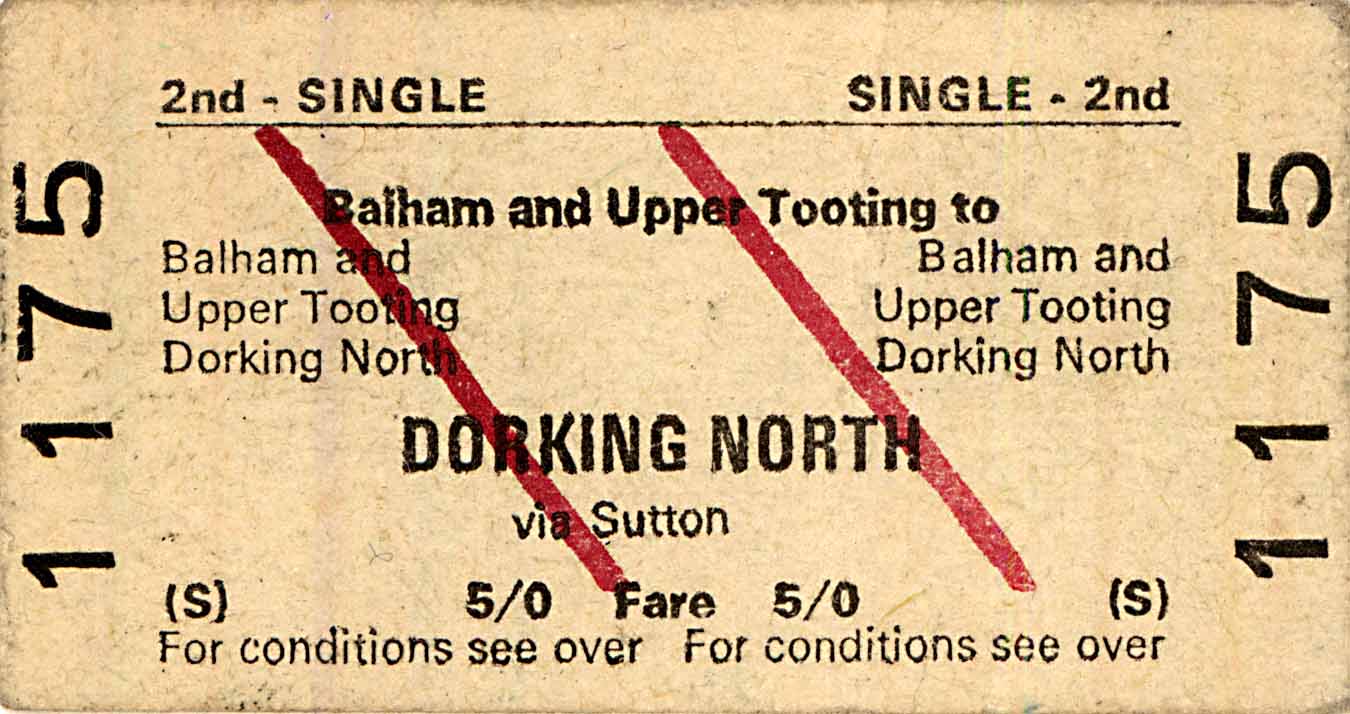 2nd - SINGLE SINGLE - 2nd
Balham and Upper Tooting to
Balham and Balham and
Upper Tooting Upper Tooting
Dorking North Dorking North
DORKING NORTH
via Sutton
(S) 5/0 Fare 5/0 (S)
For conditions see over For conditions see over
1175
1175